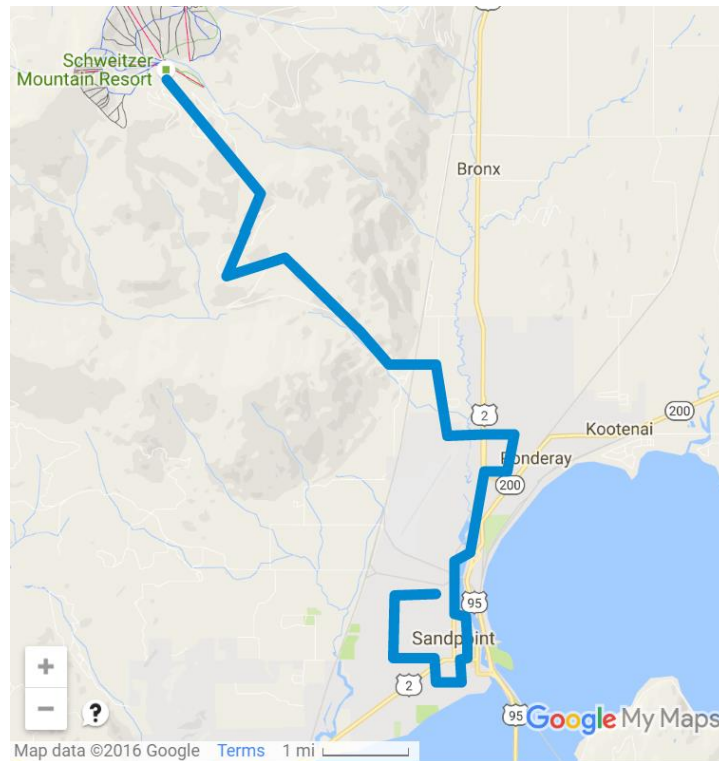 Schweitzer
Mountain Resort
2
Bronx
2
200
Kootenai
Ponderay
200
95
Sandpoint
2
+
−
?
95
Google My Maps
Map data ©2016 Google Terms 1 mi